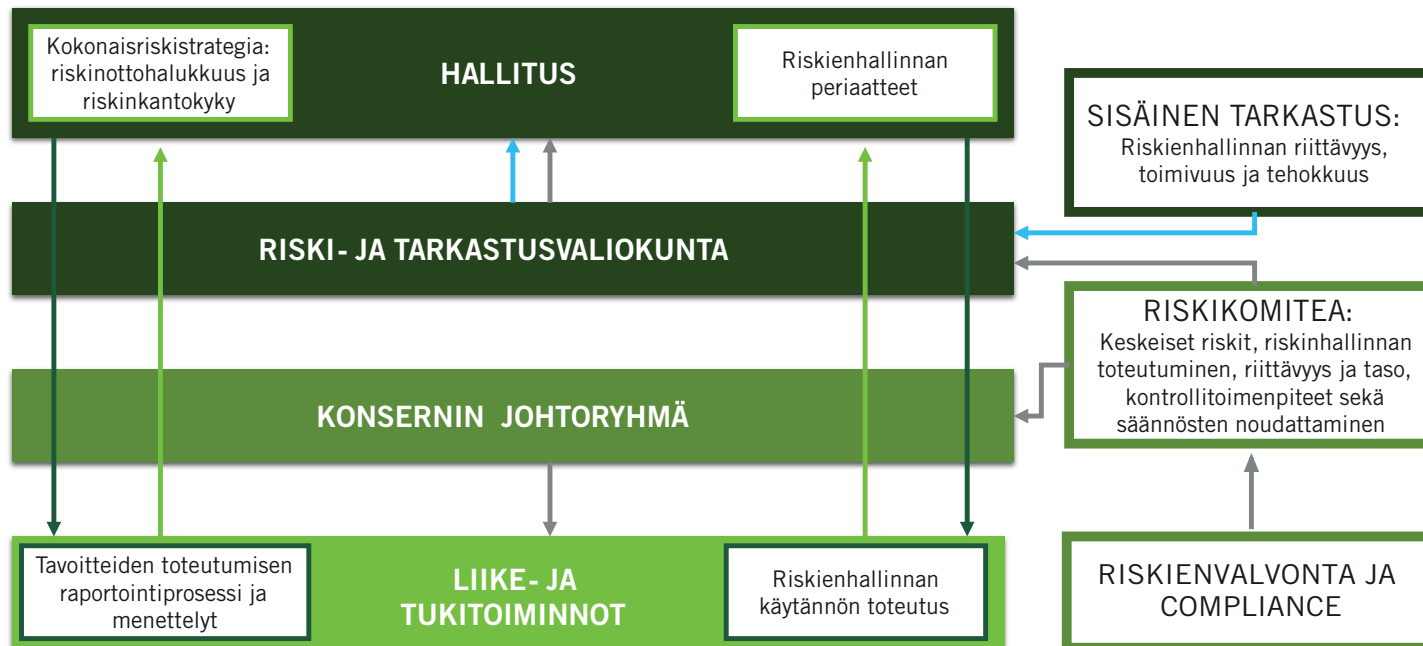 Kokonaisriskistrategia:
riskinottohalukkuus ja
riskinkantokyky
HALLITUS
Riskienhallinnan
periaatteet
SISÄINEN TARKASTUS:
Riskienhallinnan riittävyys,
toimivuus ja tehokkuus
RISKI- JA TARKASTUSVALIOKUNTA
RISKIKOMITEA:
Keskeiset riskit, riskinhallinnan
toteutuminen, riittävyys ja taso,
kontrollitoimenpiteet sekä
säännösten noudattaminen
KONSERNIN JOHTORYHMÄ
Tavoitteiden toteutumisen
raportointiprosessi ja
menettelyt
LIIKE- JA
TUKITOIMINNOT
Riskienhallinnan
käytännön toteutus
RISKIENVALVONTA JA
COMPLIANCE